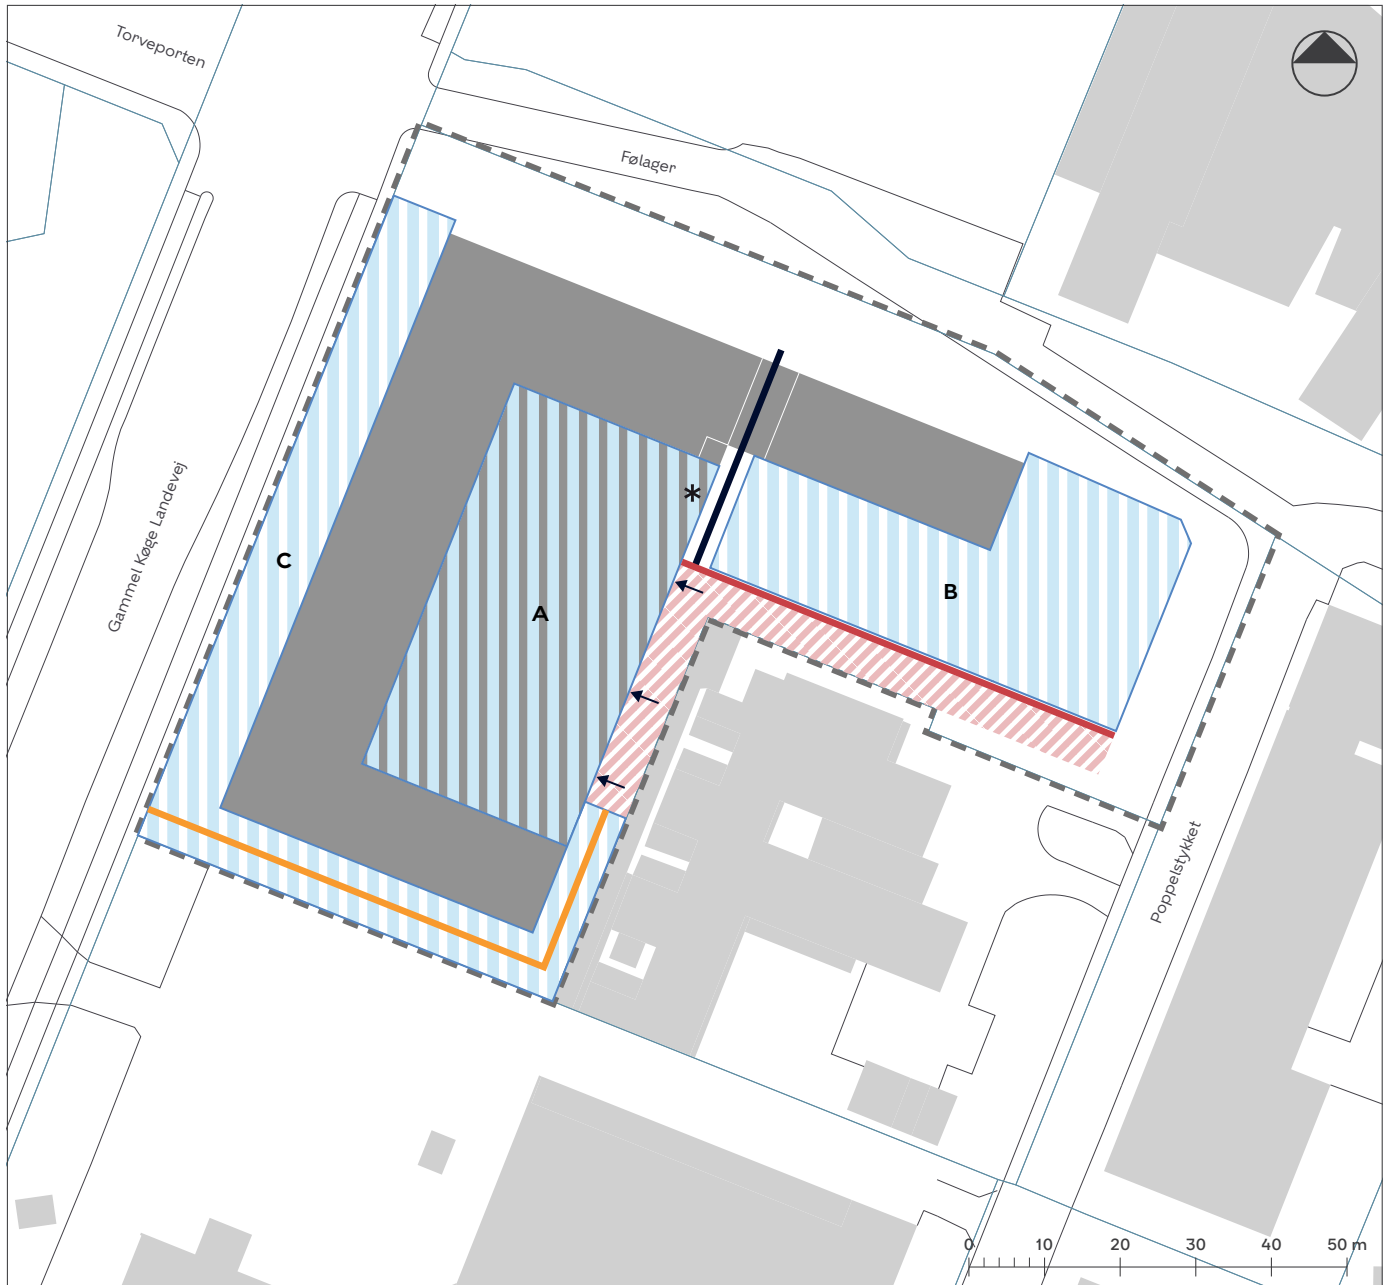 Torveporten
Følager
Gammel Køge Landevej
C
*
A
B
Poppelstykket
0 10 20 30 40 50 m